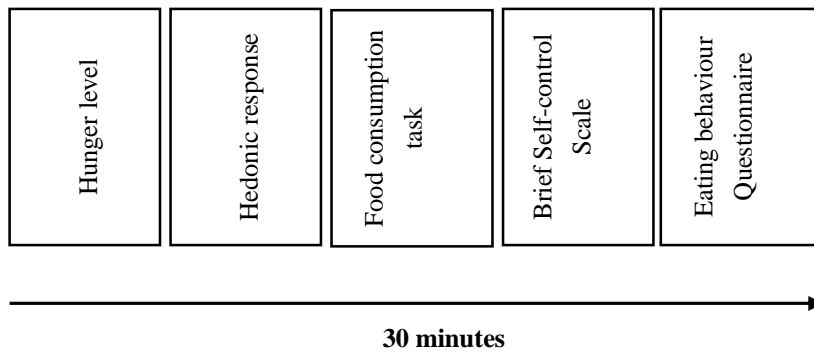 Hunger level
Hedonic response
Food consumption
task
Brief Self-control
Scale
Eating behaviour
Questionnaire
30 minutes